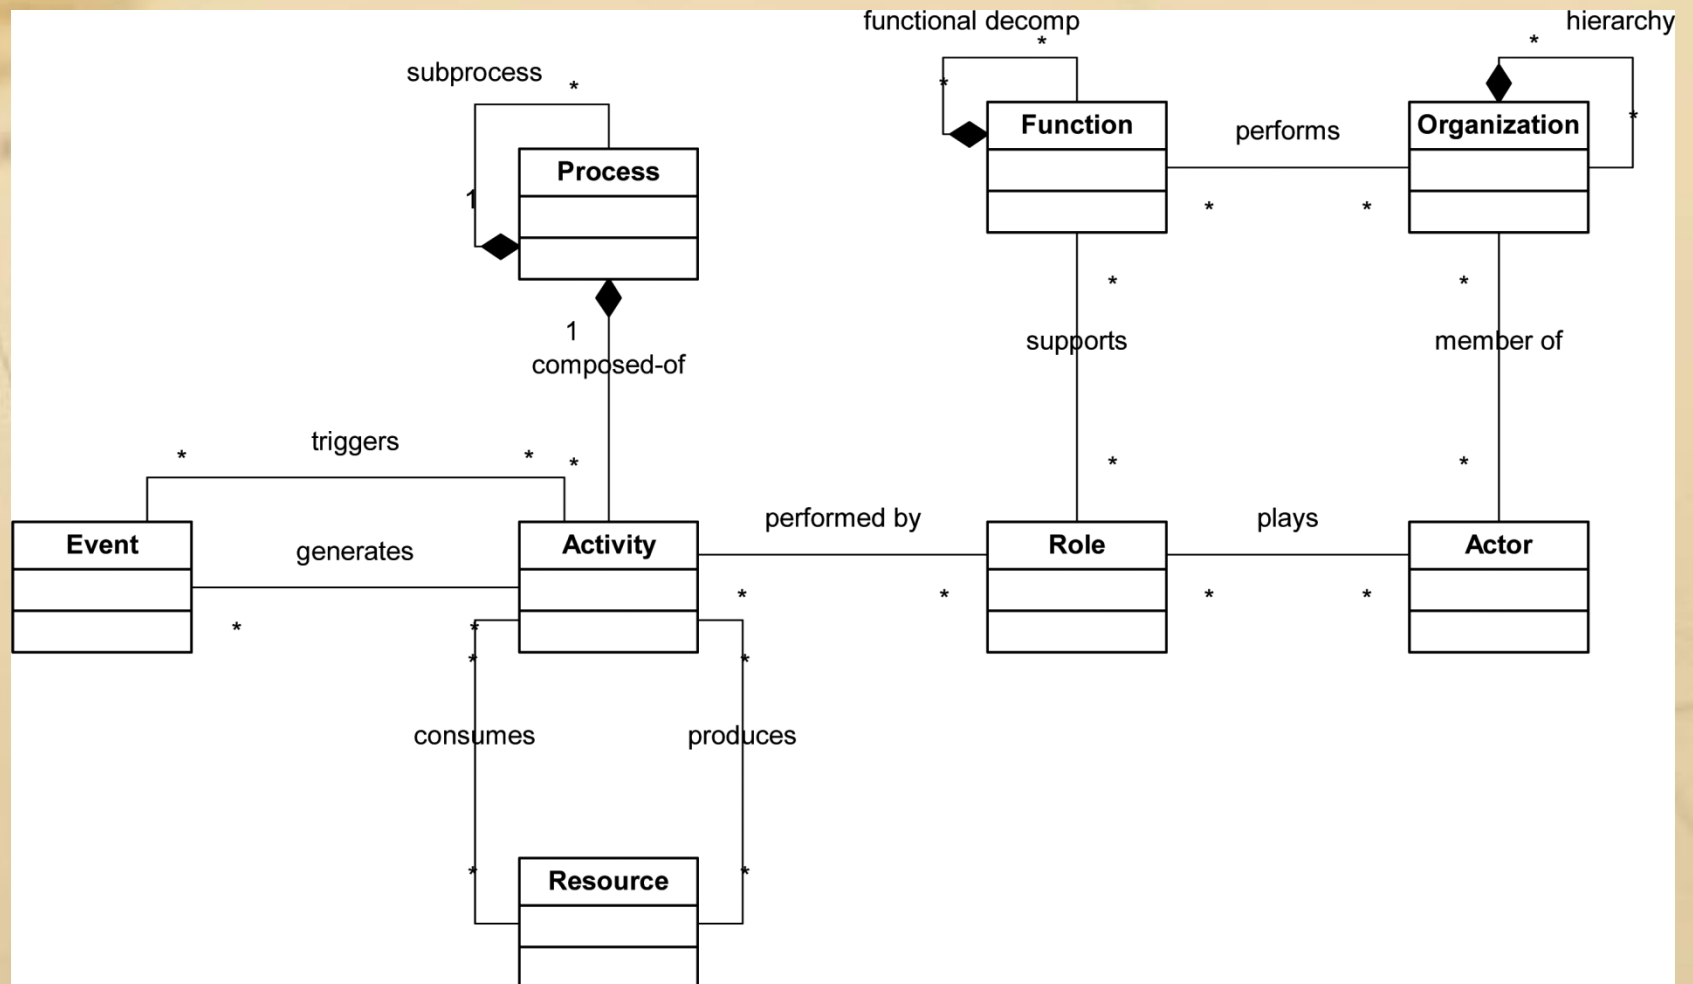 functional decomp
hierarchy
*
*
subprocess
*
*
*
Function
performs
Organization
*
Process
1
*
*
*
*
1
supports
member of
composed-of
triggers
*
*
*
*
*
performed by
plays
Event
generates
Activity
Role
Actor
*
*
*
*
*
*
*
*
consumes
produces
*
*
Resource